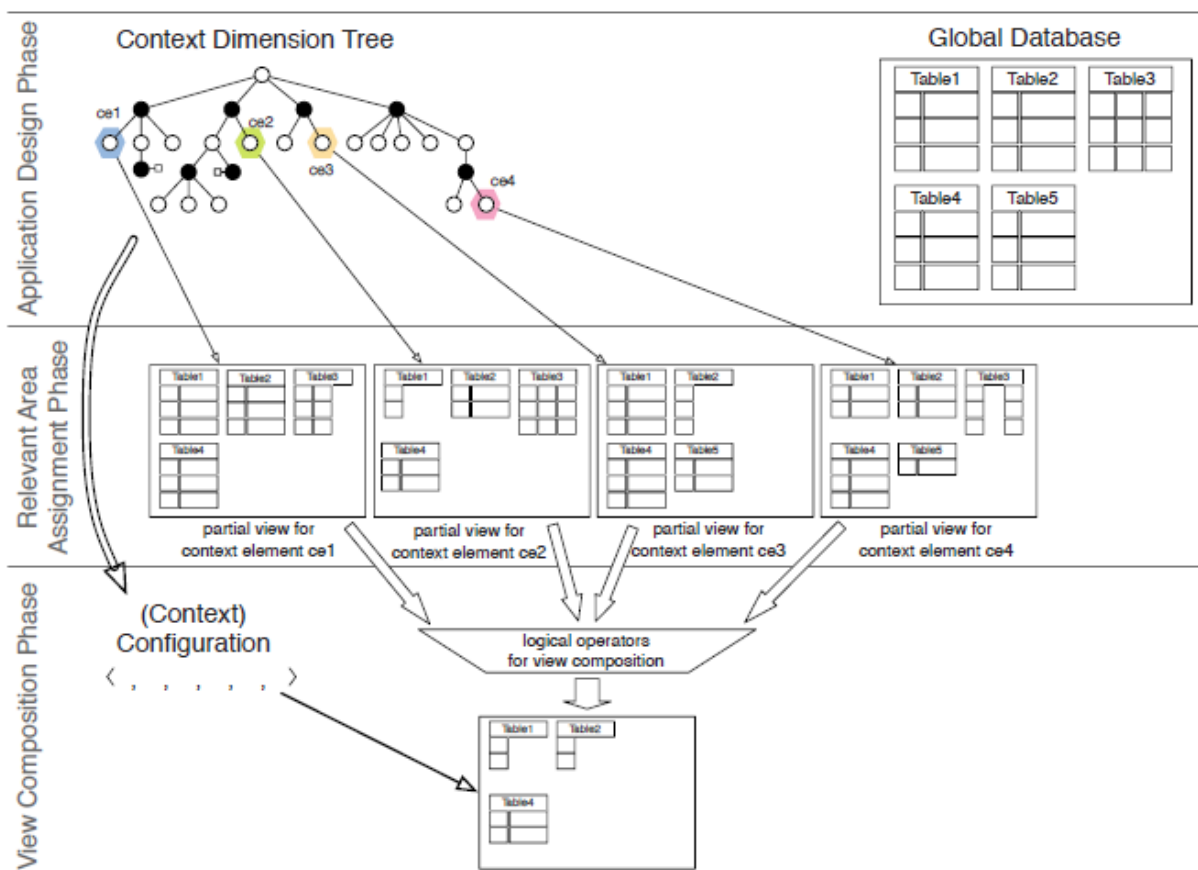 Application Design Phase
Context Dimension Tree
Global Database
ce1
ce2
ce3
ce4
Table1
Table2
Table3
Table4
Table5
Relevant Area
Assignment Phase
Table1
Table2
Table3
Table4
partial view for
context element ce1
Table1
Table2
Table3
Table4
partial view for
context element ce2
Table1
Table2
Table4
Table5
partial view for
context element ce3
Table1
Table2
Table3
Table4
Table5
partial view for
context element ce4
View Composition Phase
(Context)
Configuration
⟨ , , , , , ⟩
logical operators
for view composition
Table1
Table2
Table4